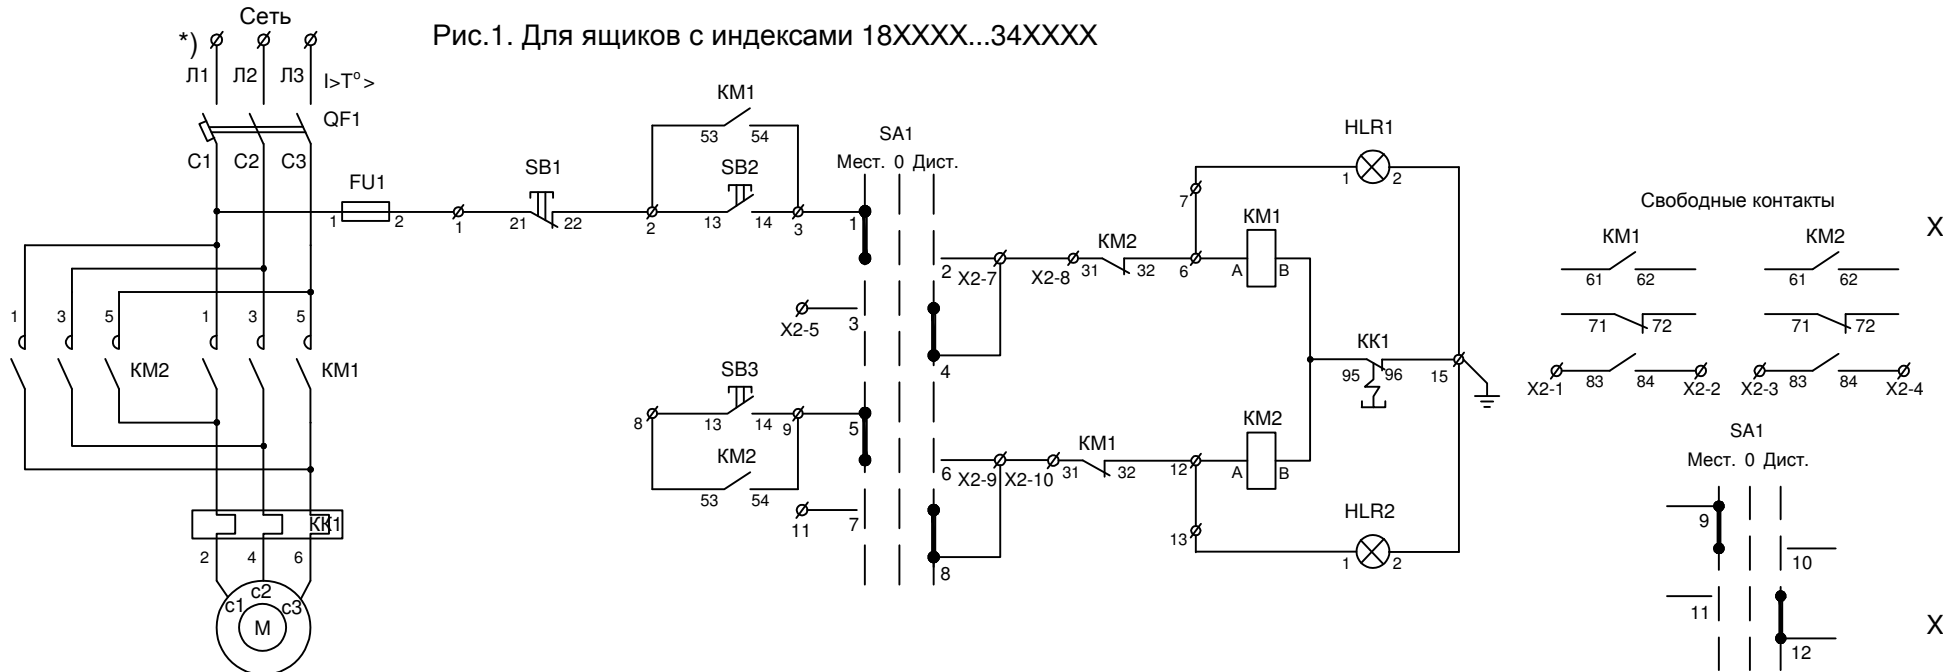 Сеть
*)
Рис.1. Для ящиков с индексами 18XXXX...34XXXX
Л1 Л2 Л3 I>Tº>
QF1
C1 C2 C3
FU1
1 2
1
SB1
21 22
2
KM1
53 54
SB2
13 14
3
SA1
Мест. 0 Дист.
1
2
X2-7
X2-8
KM2
31 32
6
7
HLR1
1 2
KM1
A B
X2-5
3
4
KK1
95 96
15
1 3 5 1 3 5
KM2 KM1
8
SB3
13 14
9
5
KM2
53 54
11
7
6
X2-9 X2-10
KM1
31 32
12
KM2
A B
8
13
HLR2
1 2
KK1
2 4 6
c1 c2 c3
M
Свободные контакты
X
KM1 KM2
61 62 61 62
71 72 71 72
X2-1 83 84 X2-2 X2-3 83 84 X2-4
SA1
Мест. 0 Дист.
9
10
11
12
X